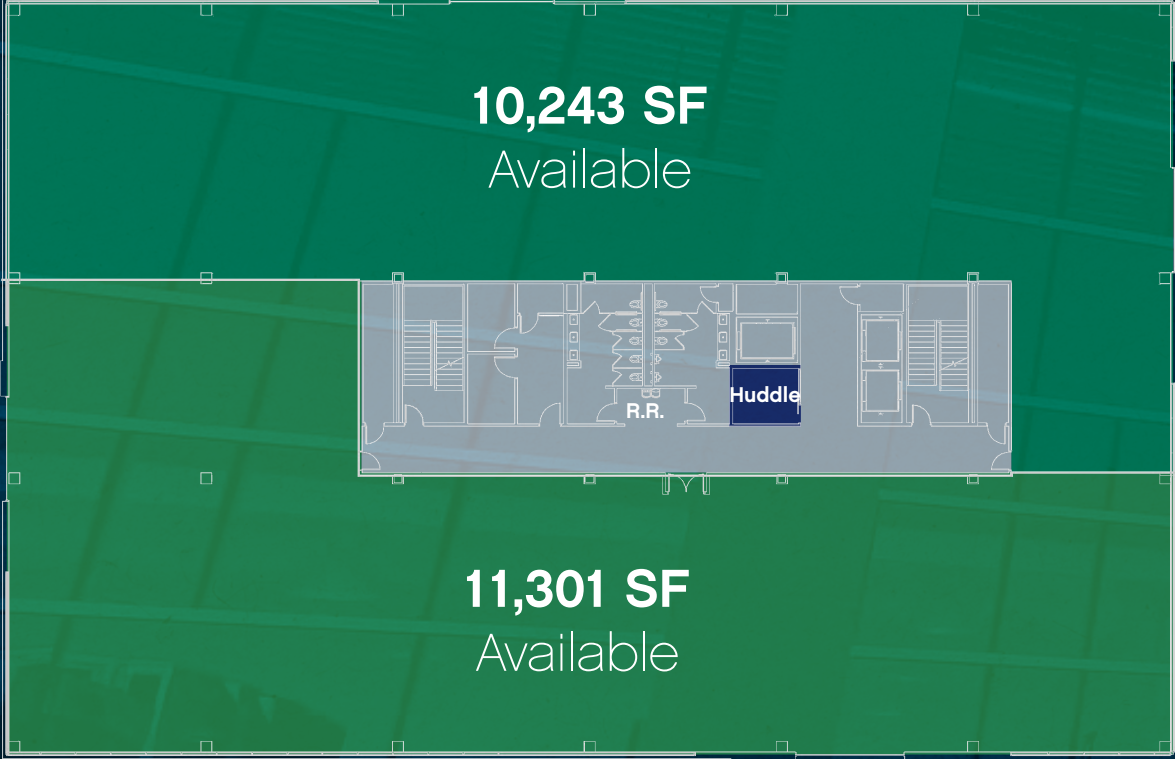 10,243 SF
Available
Huddle
R.R.
11,301 SF
Available